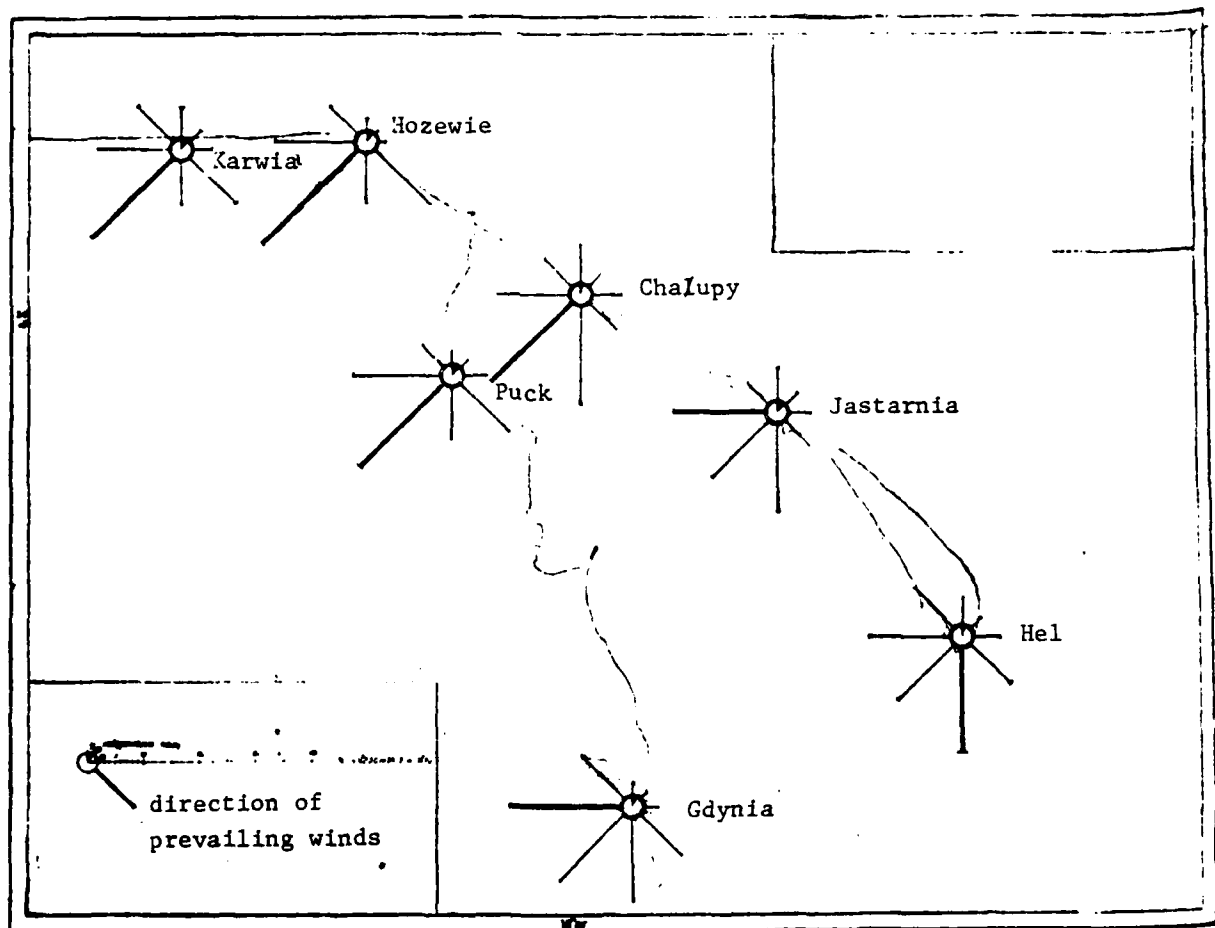 Hozewie
Karwia
Chałupy
Puck
Jastarnia
Hel
Gdynia
direction of
prevailing winds